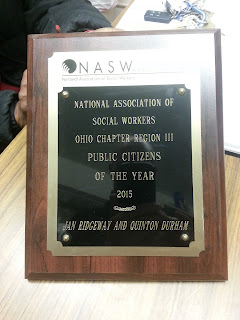 NASW
National Association of Social Workers
NATIONAL ASSOCIATION OF
SOCIAL WORKERS
OHIO CHAPTER REGION III
PUBLIC CITIZENS
OF THE YEAR
2015
JAN RIDGEWAY AND QUINTON DURHAM